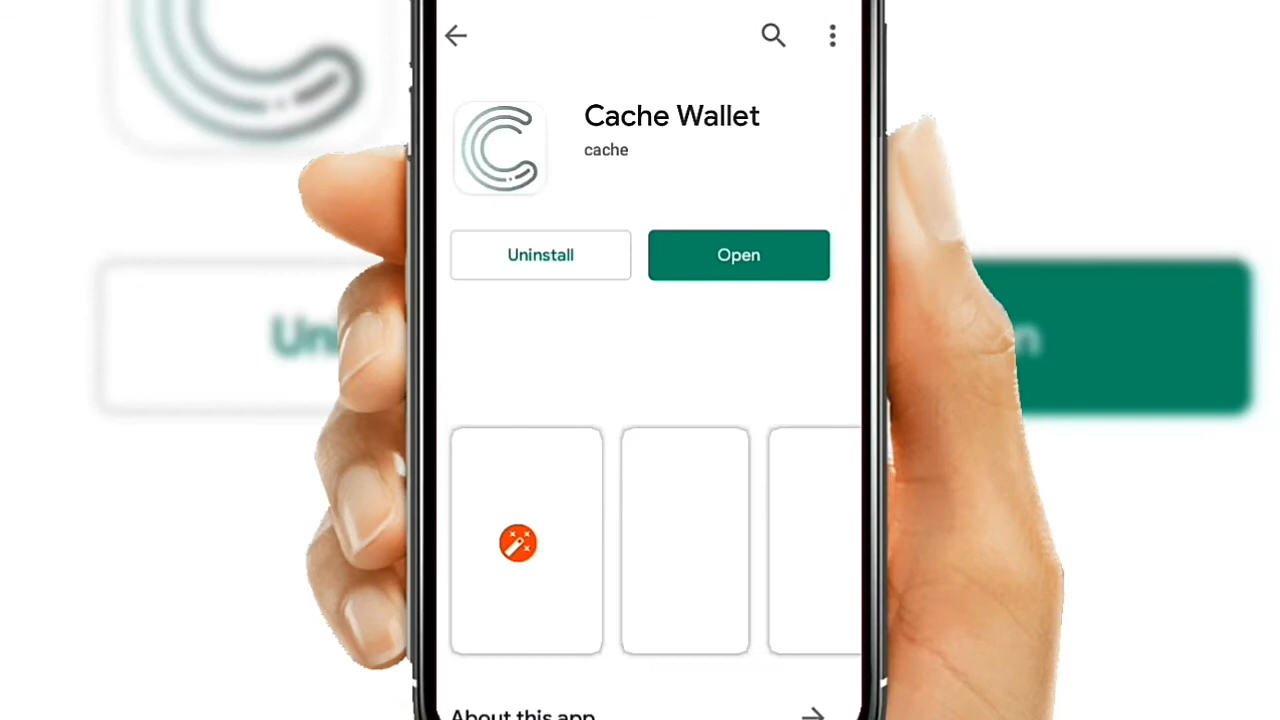 Cache Wallet
cache
Uninstall
Open
About this app